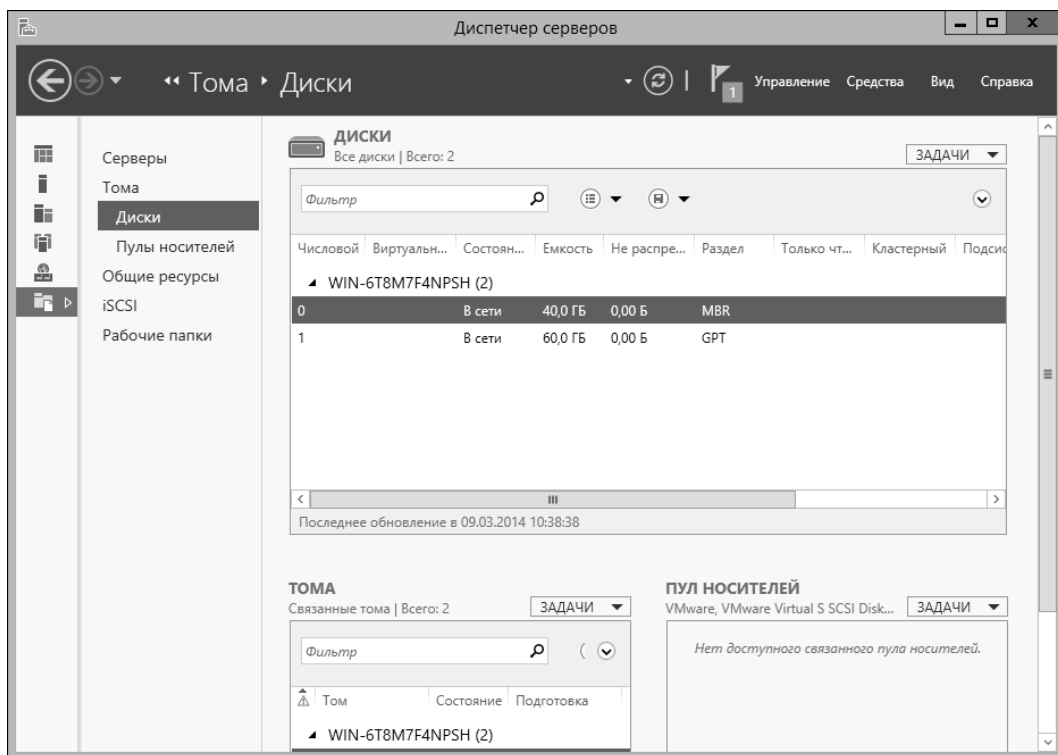 Диспетчер серверов
Тома ‣ Диски
1
Управление Средства Вид Справка
Серверы
Тома
Диски
Пулы носителей
Общие ресурсы
iSCSI
Рабочие папки
ДИСКИ
Все диски | Всего: 2
ЗАДАЧИ
Фильтр
Числовой Виртуальн... Состоян... Емкость Не распре... Раздел Только чт... Кластерный Подсис
WIN-6T8M7F4NPSH (2)
0 В сети 40,0 ГБ 0,00 Б MBR
1 В сети 60,0 ГБ 0,00 Б GPT
Последнее обновление в 09.03.2014 10:38:38
ТОМА
Связанные тома | Всего: 2
ЗАДАЧИ
Фильтр
Том Состояние Подготовка
WIN-6T8M7F4NPSH (2)
ПУЛ НОСИТЕЛЕЙ
VMware, VMware Virtual S SCSI Disk...
ЗАДАЧИ
Нет доступного связанного пула носителей.